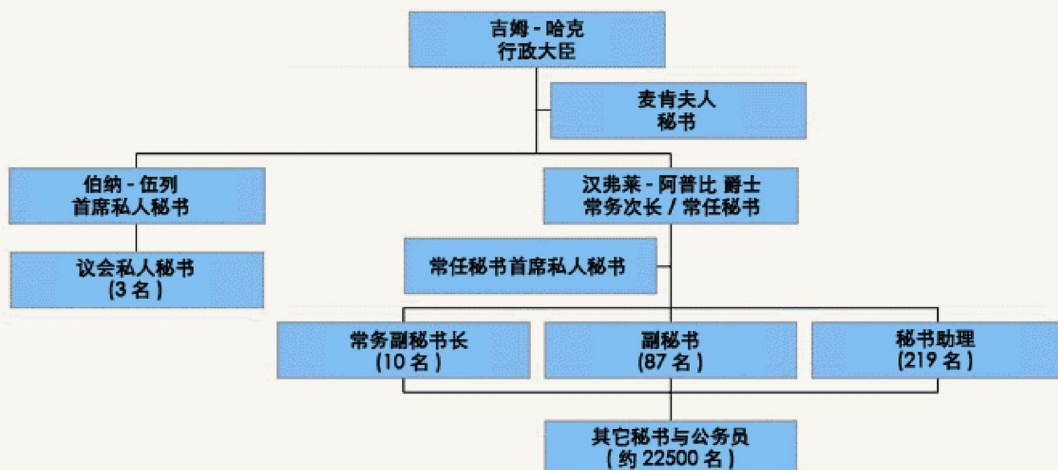 吉姆-哈克
行政大臣
麦肯夫人
秘书
伯纳-伍列
首席私人秘书
汉弗莱-阿普比 爵士
常务次长 / 常任秘书
议会私人秘书
(3 名 )
常任秘书首席私人秘书
常务副秘书长
(10 名 )
副秘书
(87 名 )
秘书助理
(219 名 )
其它秘书与公务员
( 约 22500 名 )